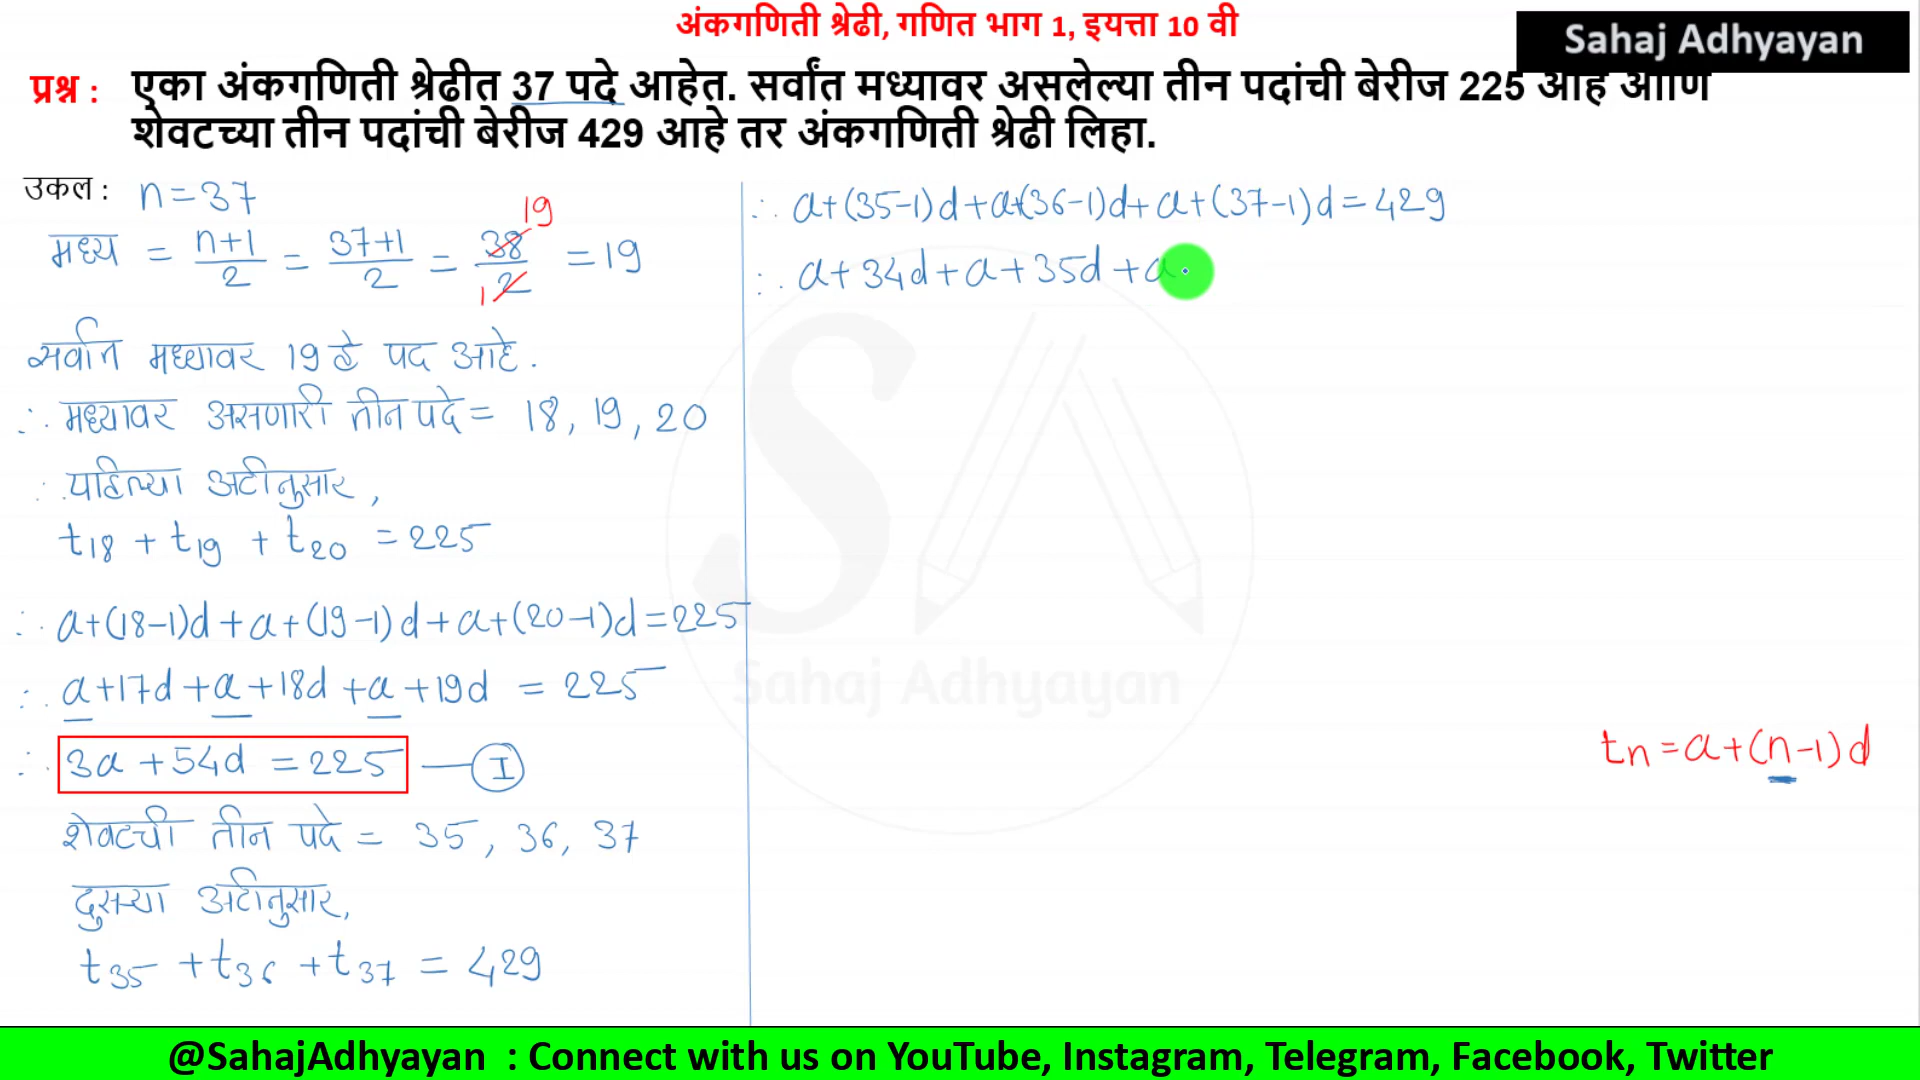 अंकगणिती श्रेढी, गणित भाग 1, इयत्ता 10 वी
Sahaj Adhyayan
प्रश्न : एका अंकगणिती श्रेढीत 37 पदे आहेत. सर्वांत मध्यावर असलेल्या तीन पदांची बेरीज 225 आहे आणि
शेवटच्या तीन पदांची बेरीज 429 आहे तर अंकगणिती श्रेढी लिहा.
उकल : n = 37
मध्य = n+1/2 = 37+1/2 = 38/2 = 19
19
1
सर्वात मध्यावर 19 हे पद आहे.
∴ मध्यावर असणारी तीन पदे = 18, 19, 20
∴ पहिल्या अटीनुसार,
t18 + t19 + t20 = 225
∴ a+(18-1)d + a+(19-1)d + a+(20-1)d = 225
∴ a+17d + a+18d + a+19d = 225
∴ 3a + 54d = 225 — I
शेवटची तीन पदे = 35, 36, 37
दुसऱ्या अटीनुसार,
t35 + t36 + t37 = 429
∴ a+(35-1)d + a+(36-1)d + a+(37-1)d = 429
∴ a+34d + a+35d + a
tn = a+(n-1)d
Sahaj Adhyayan
@SahajAdhyayan : Connect with us on YouTube, Instagram, Telegram, Facebook, Twitter